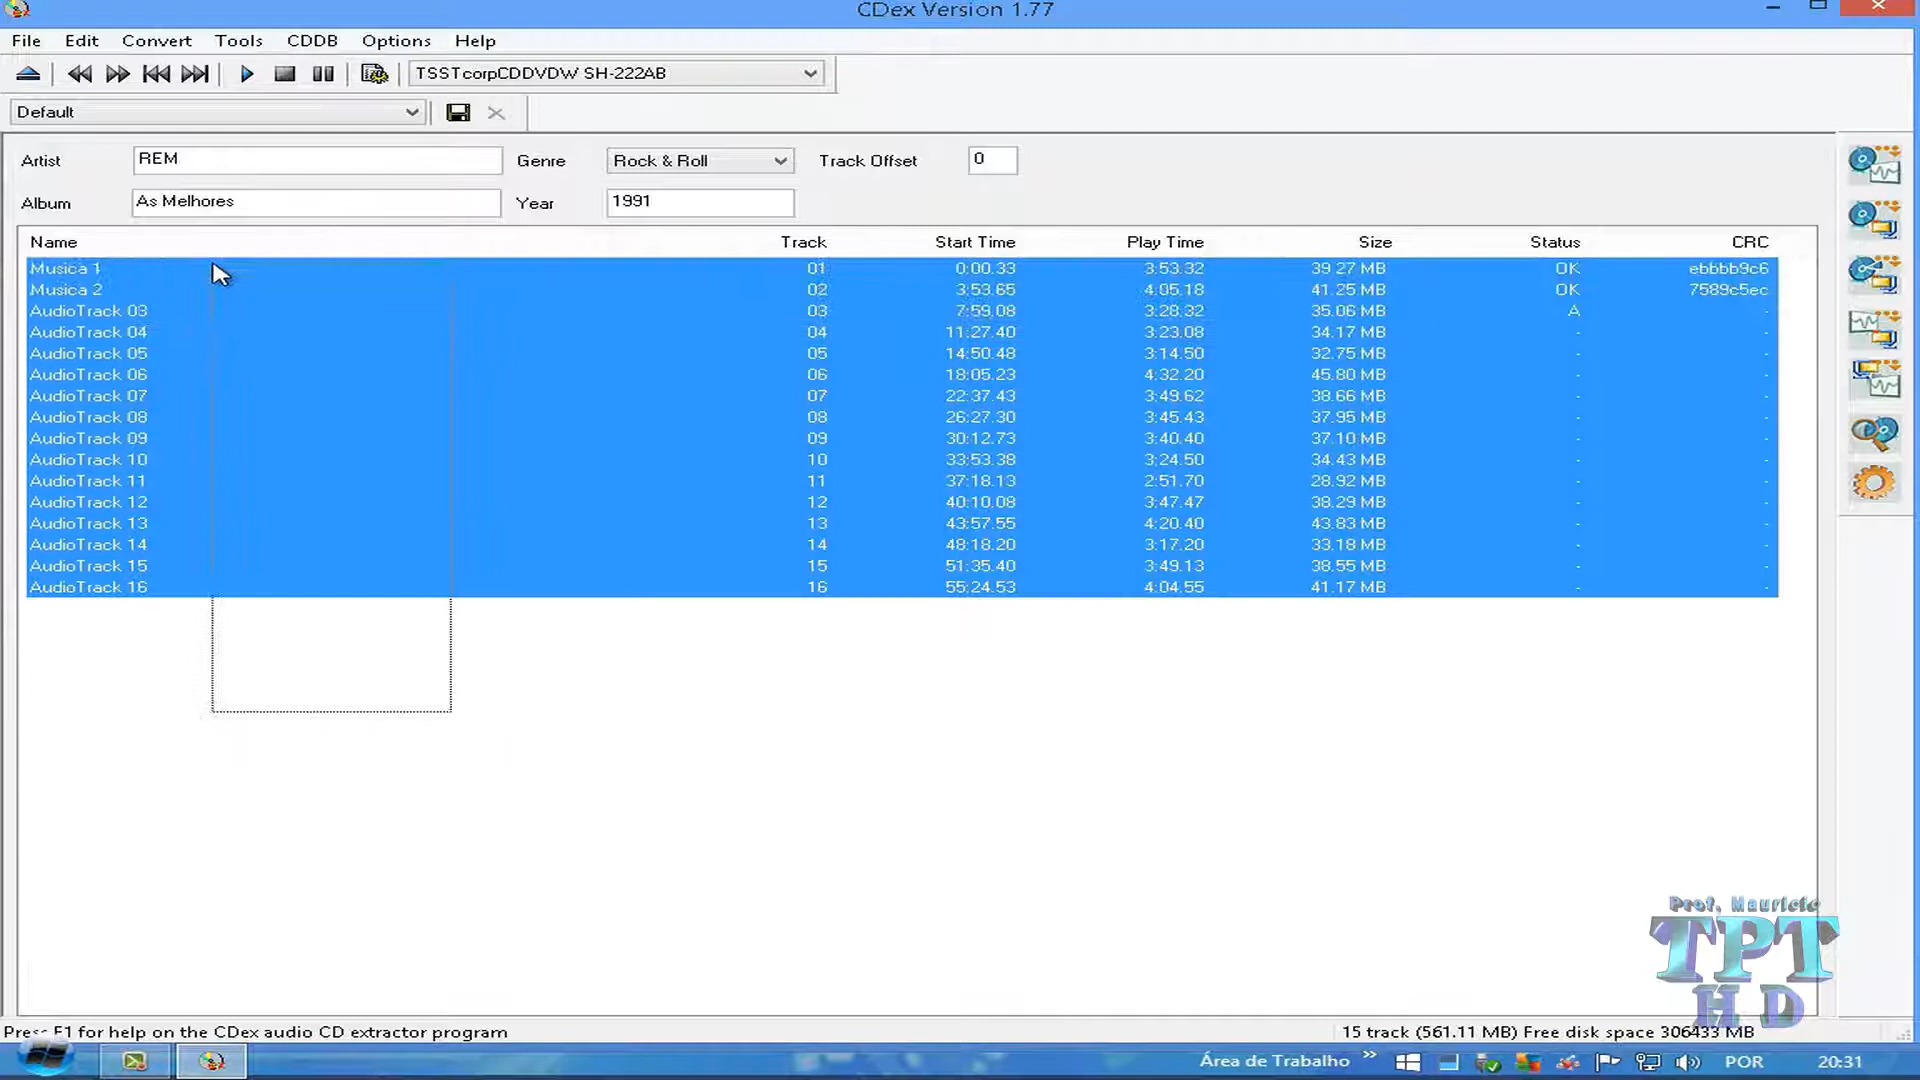 CDex Version 1.77
File Edit Convert Tools CDDB Options Help
TSSTcorpCDDVDW SH-222AB
Default
Artist REM Genre Rock & Roll Track Offset 0
Album As Melhores Year 1991
Name Track Start Time Play Time Size Status CRC
Musica 1 01 0:00.33 3:53.32 39.27 MB OK ebbbb9c6
Musica 2 02 3:53.65 4:05.18 41.25 MB OK 7589c5ec
AudioTrack 03 03 7:59.08 3:28.32 35.06 MB A -
AudioTrack 04 04 11:27.40 3:23.08 34.17 MB - -
AudioTrack 05 05 14:50.48 3:14.50 32.75 MB - -
AudioTrack 06 06 18:05.23 4:32.20 45.80 MB - -
AudioTrack 07 07 22:37.43 3:49.62 38.66 MB - -
AudioTrack 08 08 26:27.30 3:45.43 37.95 MB - -
AudioTrack 09 09 30:12.73 3:40.40 37.10 MB - -
AudioTrack 10 10 33:53.38 3:24.50 34.43 MB - -
AudioTrack 11 11 37:18.13 2:51.70 28.92 MB - -
AudioTrack 12 12 40:10.08 3:47.47 38.29 MB - -
AudioTrack 13 13 43:57.55 4:20.40 43.83 MB - -
AudioTrack 14 14 48:18.20 3:17.20 33.18 MB - -
AudioTrack 15 15 51:35.40 3:49.13 38.55 MB - -
AudioTrack 16 16 55:24.53 4:04.55 41.17 MB - -
Prof. Mauricio
TPT
HD
Press F1 for help on the CDex audio CD extractor program 15 track (561.11 MB) Free disk space 306433 MB
Área de Trabalho » POR 20:31